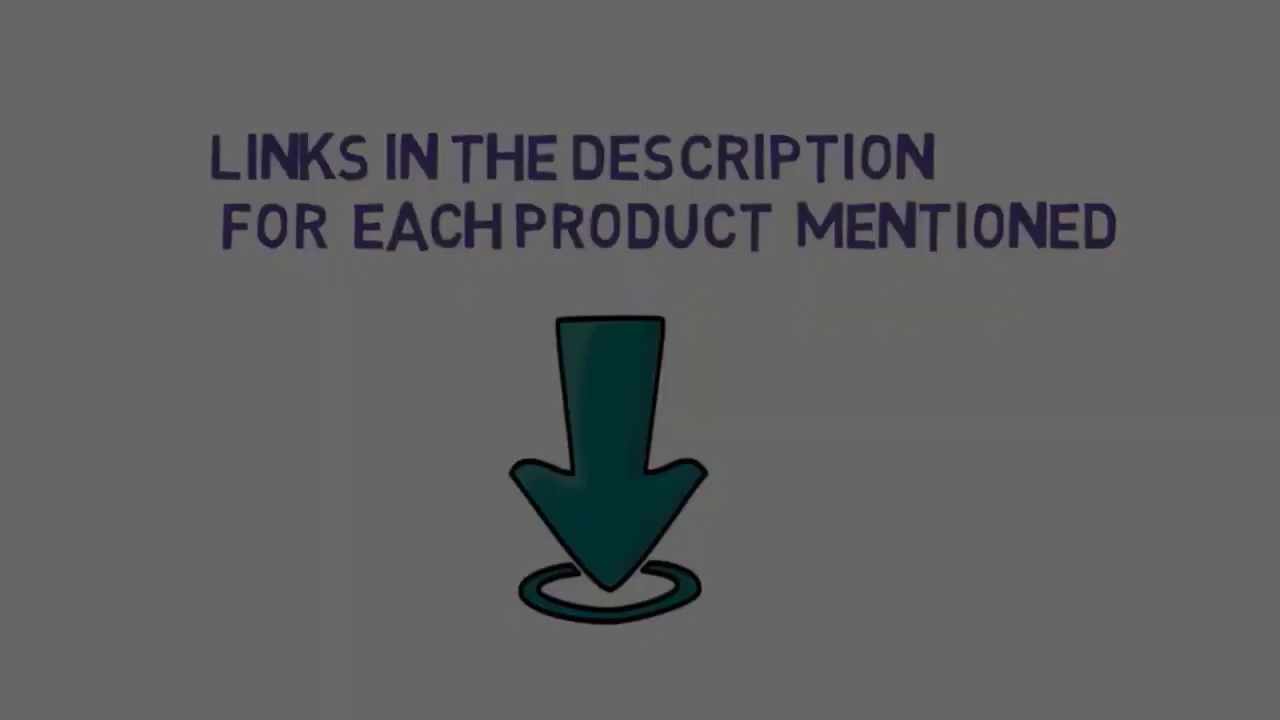 LINKS IN THE DESCRIPTION
FOR EACH PRODUCT MENTIONED